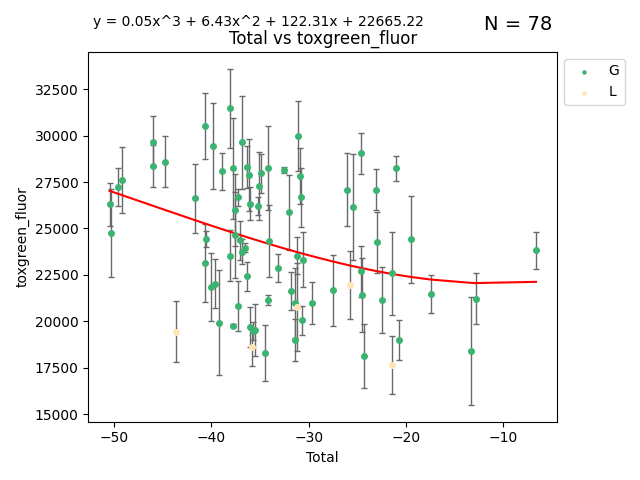 y = 0.05x^3 + 6.43x^2 + 122.31x + 22665.22
N = 78
Total vs toxgreen_fluor
G
L
32500
30000
27500
25000
22500
20000
17500
15000
toxgreen_fluor
−50
−40
−30
−20
−10
Total